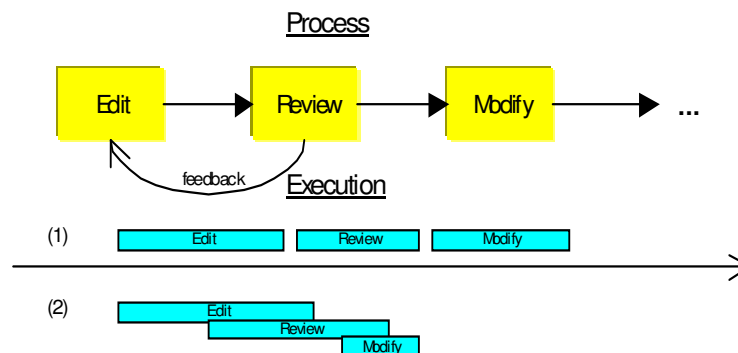 Process
Edit Review Modify ...
feedback
Execution
(1) Edit Review Modify
(2) Edit
Review
Modify